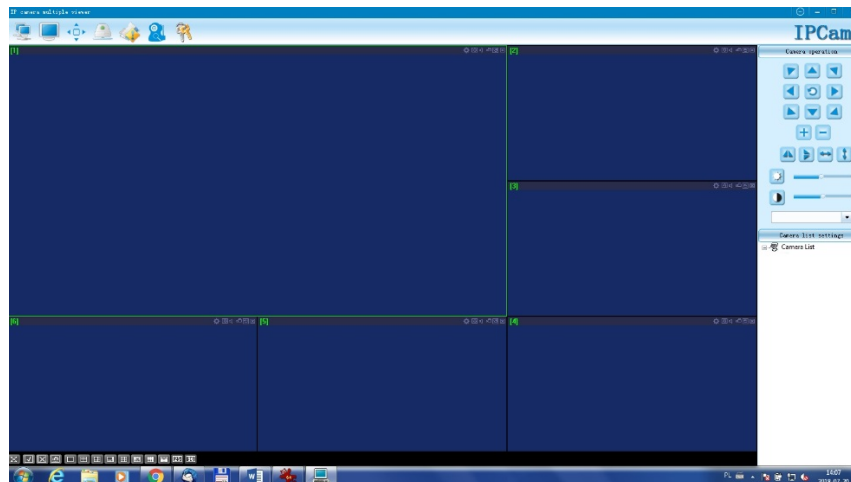 IP camera multiple viewer
IPCam
[1]
[2]
Camera operation
[3]
Camera list settings
Camera List
[6]
[5]
[4]
PL
14:07